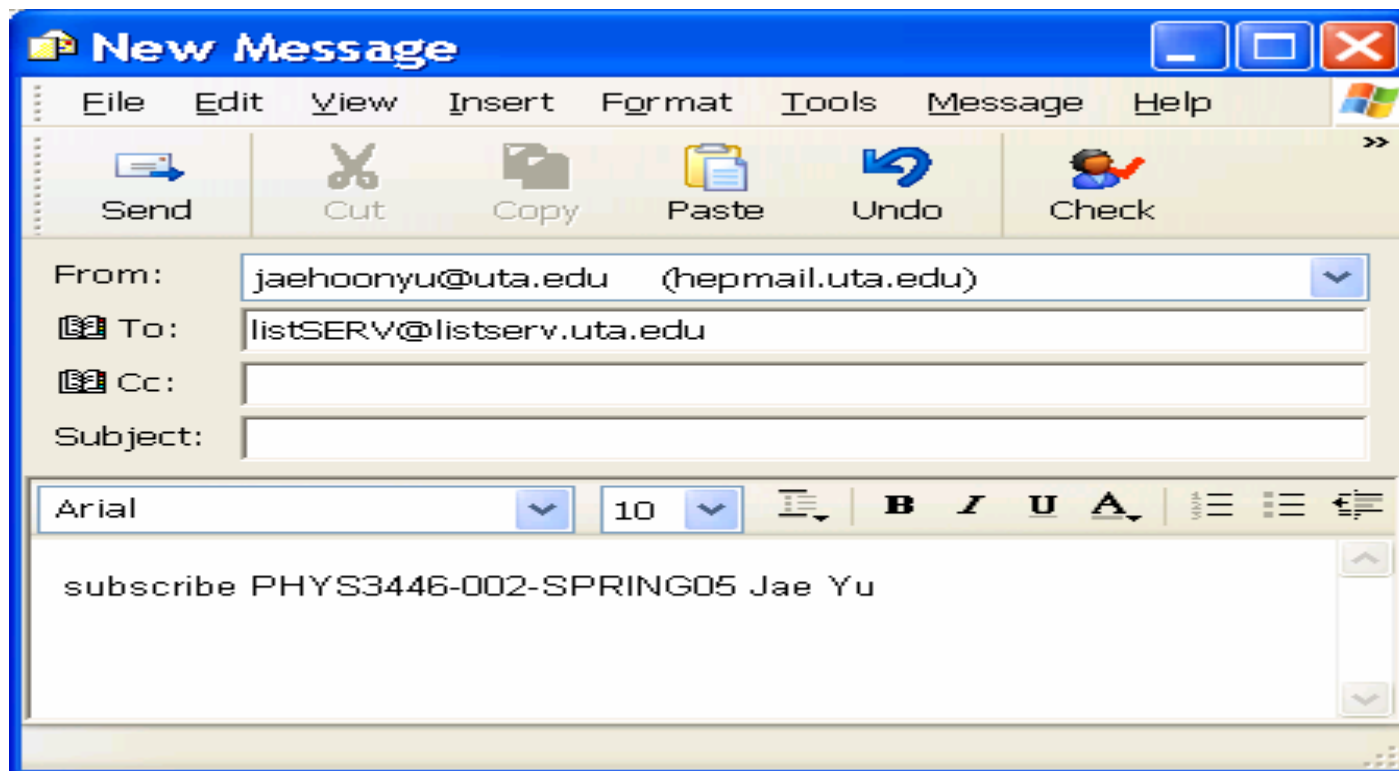 New Message
File Edit View Insert Format Tools Message Help
Send Cut Copy Paste Undo Check
From: jaehoonyu@uta.edu (hepmail.uta.edu)
To: listSERV@listserv.uta.edu
Cc:
Subject:
Arial 10 B I U A
subscribe PHYS3446-002-SPRING05 Jae Yu